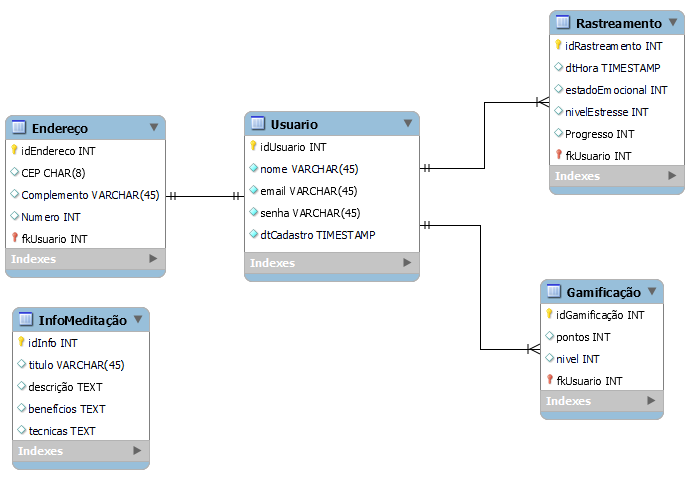 Endereço
idEndereco INT
CEP CHAR(8)
Complemento VARCHAR(45)
Numero INT
fkUsuario INT
Indexes
Usuario
idUsuario INT
nome VARCHAR(45)
email VARCHAR(45)
senha VARCHAR(45)
dtCadastro TIMESTAMP
Indexes
Rastreamento
idRastreamento INT
dtHora TIMESTAMP
estadoEmocional INT
nivelEstresse INT
Progresso INT
fkUsuario INT
Indexes
InfoMeditação
idInfo INT
titulo VARCHAR(45)
descrição TEXT
benefícios TEXT
tecnicas TEXT
Indexes
Gamificação
idGamificação INT
pontos INT
nivel INT
fkUsuario INT
Indexes